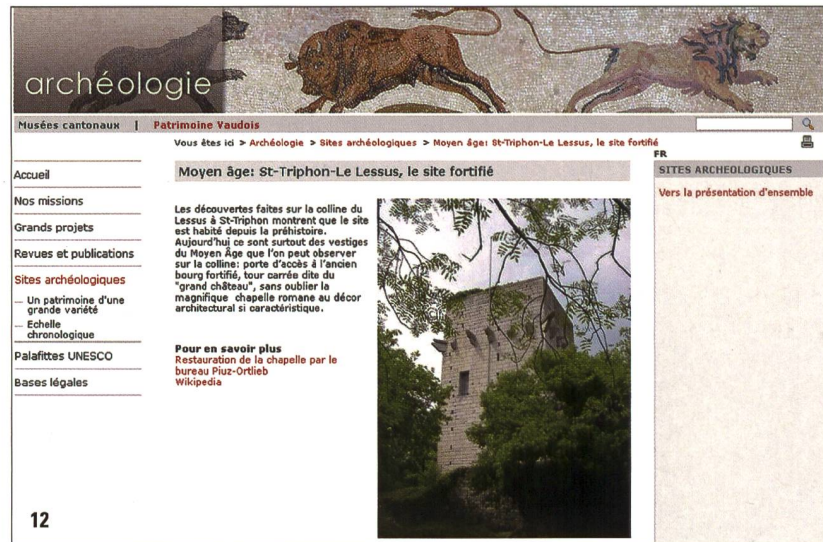 archéologie
Musées cantonaux | Patrimoine Vaudois
Vous êtes ici > Archéologie > Sites archéologiques > Moyen âge: St-Triphon-Le Lessus, le site fortifié
FR
Accueil
Nos missions
Grands projets
Revues et publications
Sites archéologiques
— Un patrimoine d'une
grande variété
— Echelle
chronologique
Palafittes UNESCO
Bases légales
Moyen âge: St-Triphon-Le Lessus, le site fortifié
Les découvertes faites sur la colline du
Lessus à St-Triphon montrent que le site
est habité depuis la préhistoire.
Aujourd'hui ce sont surtout des vestiges
du Moyen Âge que l'on peut observer
sur la colline: porte d'accès à l'ancien
bourg fortifié, tour carrée dite du
"grand château", sans oublier la
magnifique chapelle romane au décor
architectural si caractéristique.
Pour en savoir plus
Restauration de la chapelle par le
bureau Piuz-Ortlieb
Wikipedia
SITES ARCHEOLOGIQUES
Vers la présentation d'ensemble
12